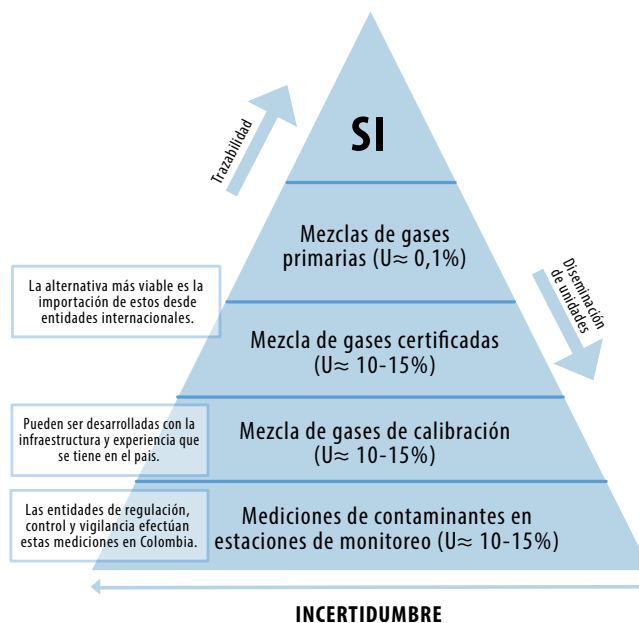 SI
Trazabilidad
Mezclas de gases
primarias (U≈ 0,1%)
Diseminación
de unidades
La alternativa más viable es la
importación de estos desde
entidades internacionales.
Mezcla de gases certificadas
(U≈ 10-15%)
Pueden ser desarrolladas con la
infraestructura y experiencia que
se tiene en el pais.
Mezcla de gases de calibración
(U≈ 10-15%)
Las entidades de regulación,
control y vigilancia efectúan
estas mediciones en Colombia.
Mediciones de contaminantes en
estaciones de monitoreo (U≈ 10-15%)
INCERTIDUMBRE